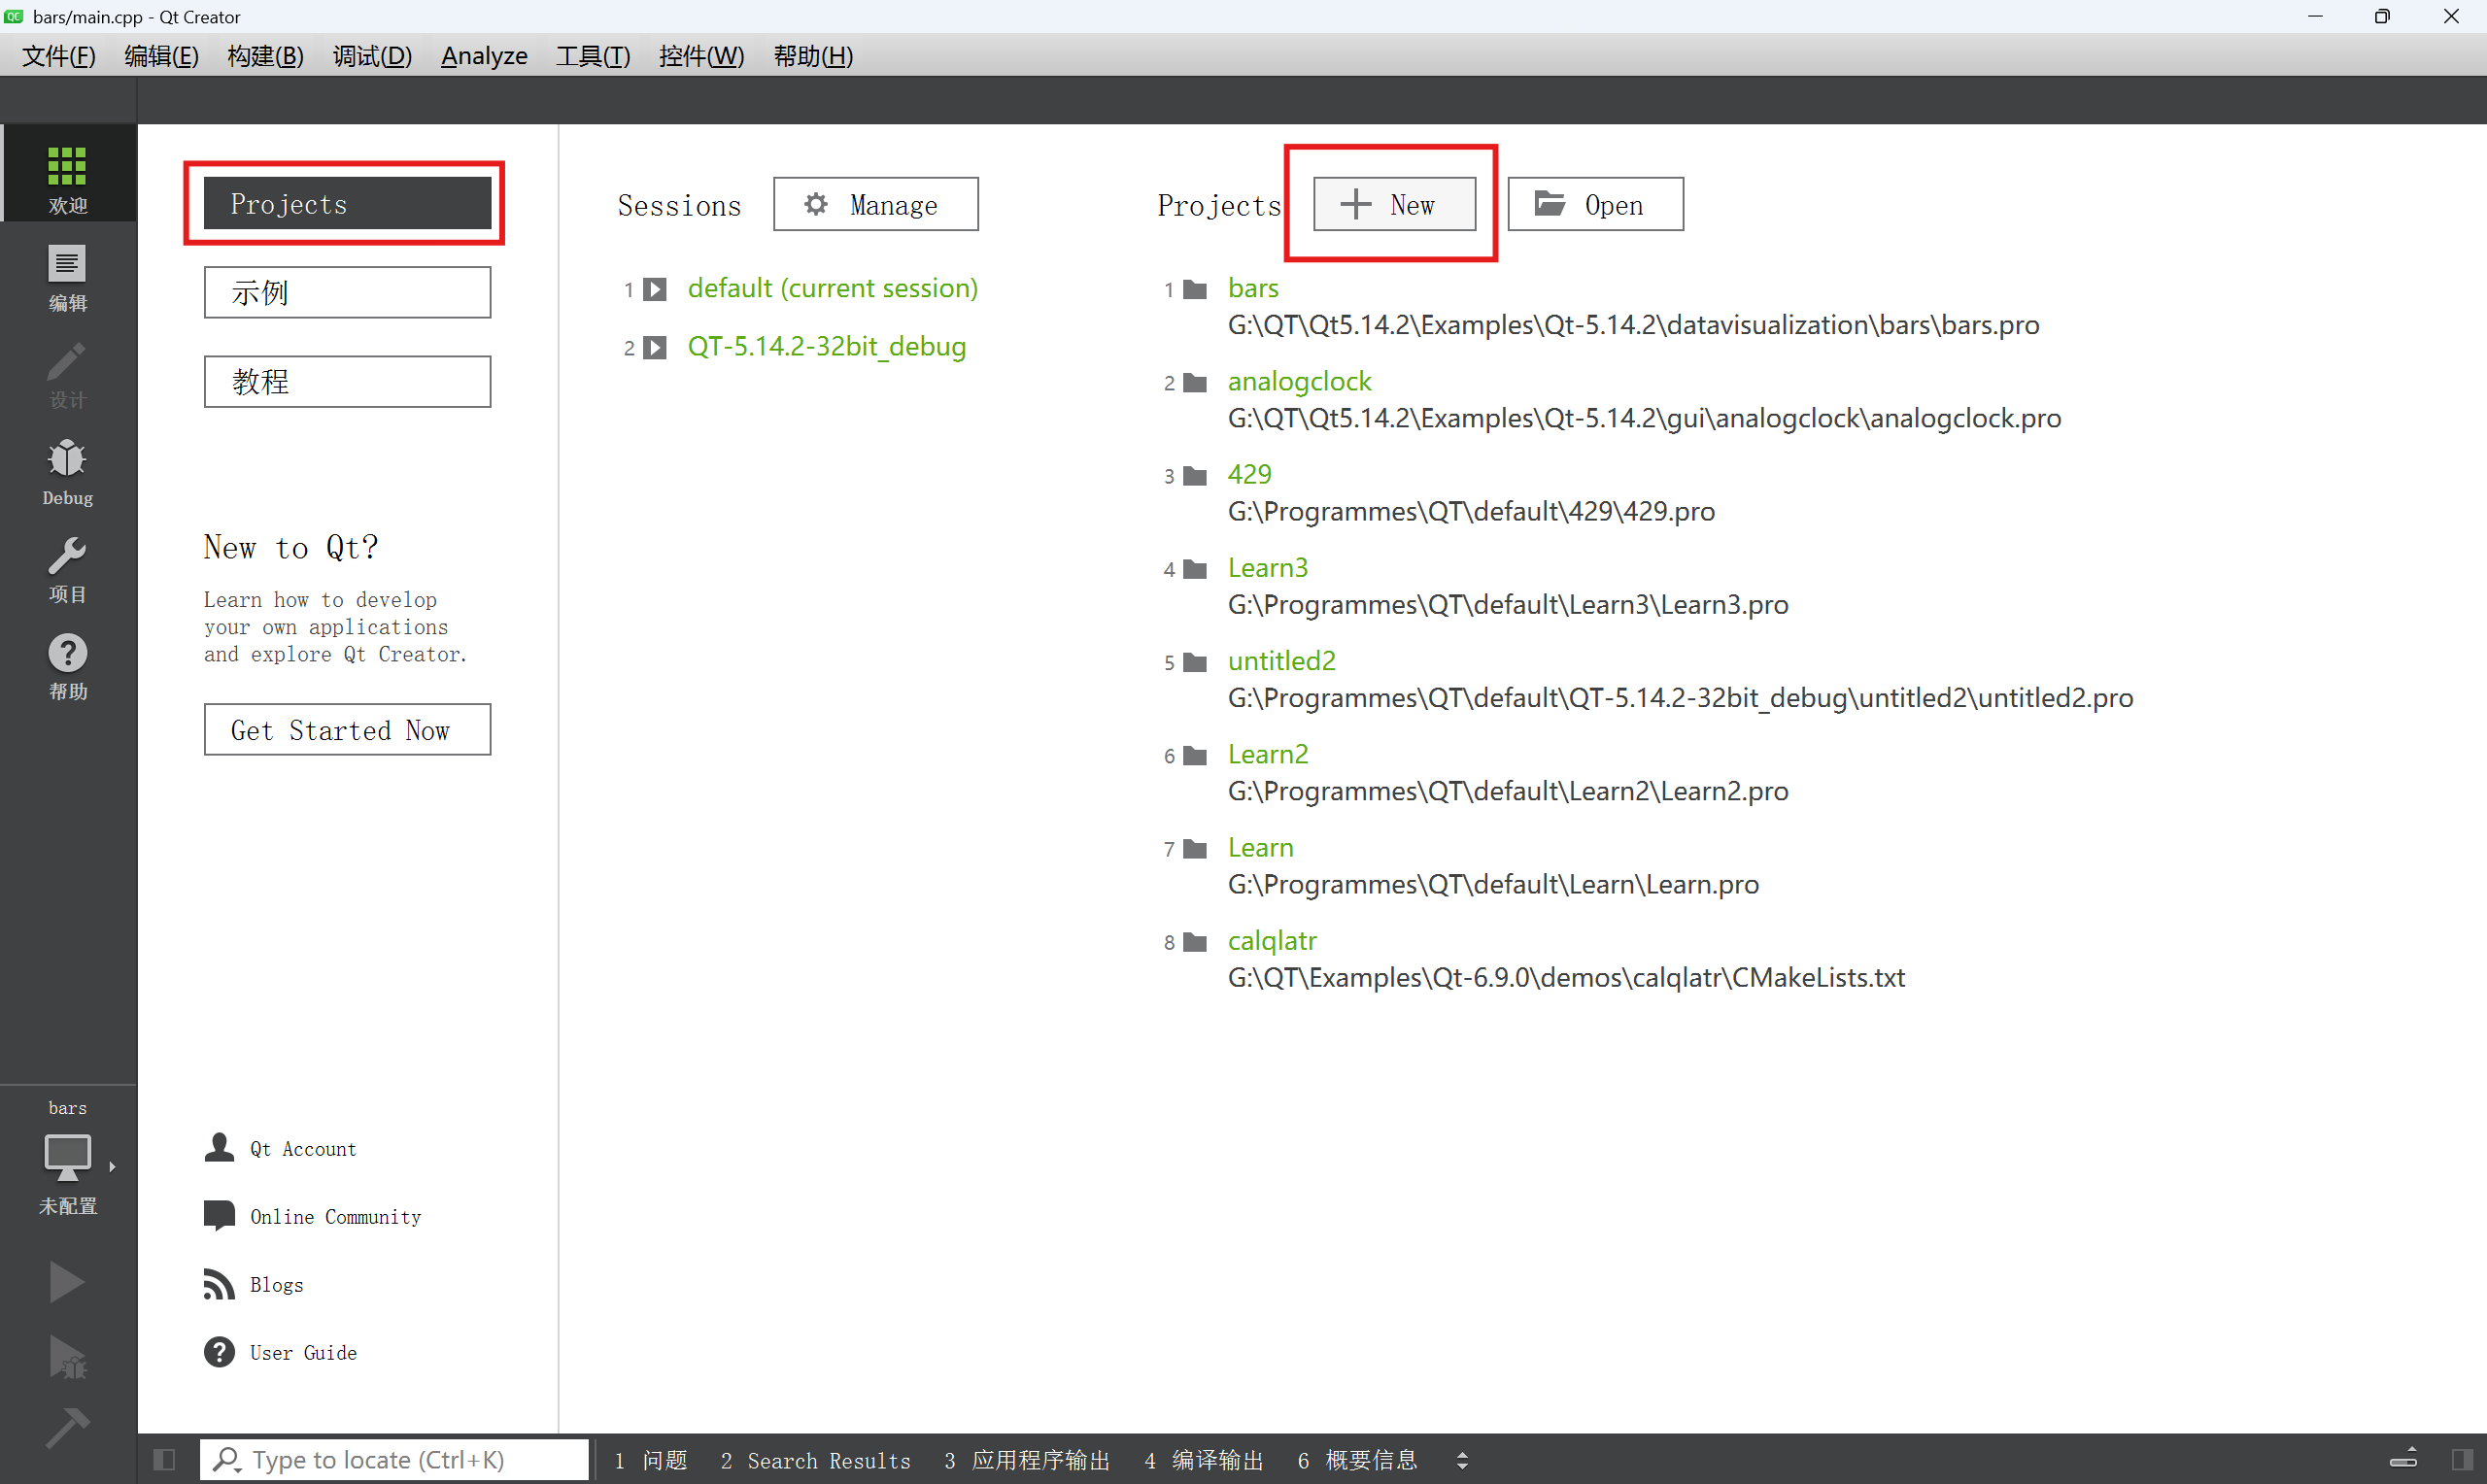 bars/main.cpp - Qt Creator
文件(F) 编辑(E) 构建(B) 调试(D) Analyze 工具(T) 控件(W) 帮助(H)
欢迎
编辑
设计
Debug
项目
帮助
bars
未配置
Projects
示例
教程
New to Qt?
Learn how to develop
your own applications
and explore Qt Creator.
Get Started Now
Qt Account
Online Community
Blogs
User Guide
Sessions Manage
1 default (current session)
2 QT-5.14.2-32bit_debug
Projects New Open
1 bars
G:\QT\Qt5.14.2\Examples\Qt-5.14.2\datavisualization\bars\bars.pro
2 analogclock
G:\QT\Qt5.14.2\Examples\Qt-5.14.2\gui\analogclock\analogclock.pro
3 429
G:\Programmes\QT\default\429\429.pro
4 Learn3
G:\Programmes\QT\default\Learn3\Learn3.pro
5 untitled2
G:\Programmes\QT\default\QT-5.14.2-32bit_debug\untitled2\untitled2.pro
6 Learn2
G:\Programmes\QT\default\Learn2\Learn2.pro
7 Learn
G:\Programmes\QT\default\Learn\Learn.pro
8 calqlatr
G:\QT\Examples\Qt-6.9.0\demos\calqlatr\CMakeLists.txt
Type to locate (Ctrl+K) 1 问题 2 Search Results 3 应用程序输出 4 编译输出 6 概要信息